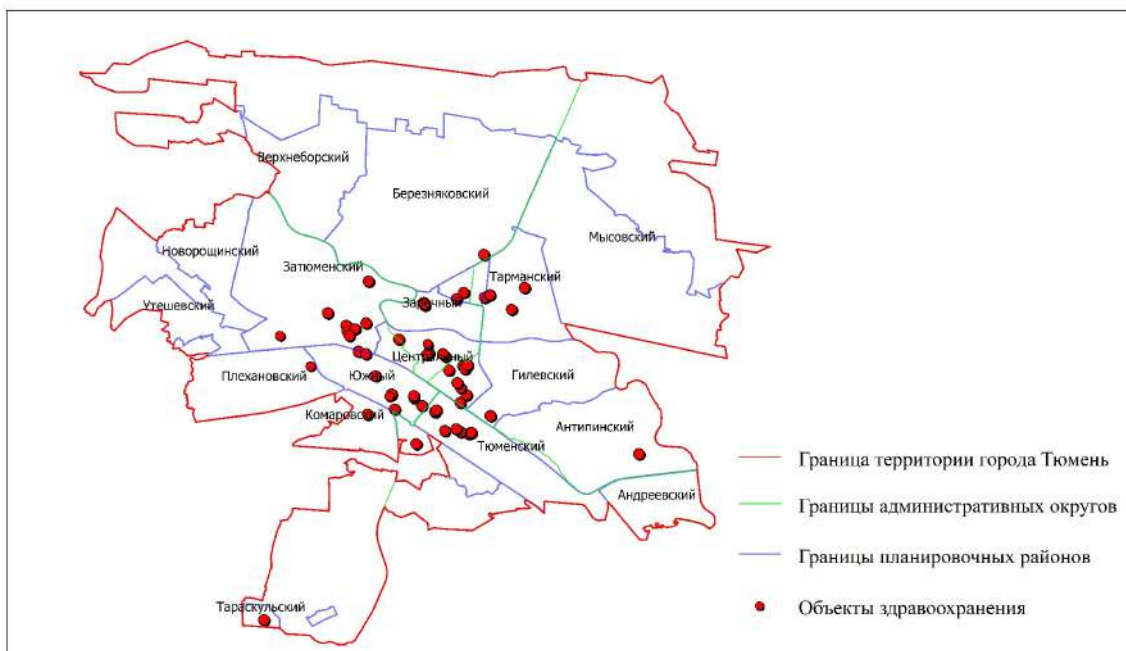 Верхнеборский
Березняковский
Мысовский
Новорощинский
Затюменский
Тарманский
Утешевский
Заречный
Центральный
Плехановский
Южный
Гилевский
Комаровский
Антипинский
Тюменский
Андреевский
Тараскульский
Граница территории города Тюмень
Границы административных округов
Границы планировочных районов
Объекты здравоохранения